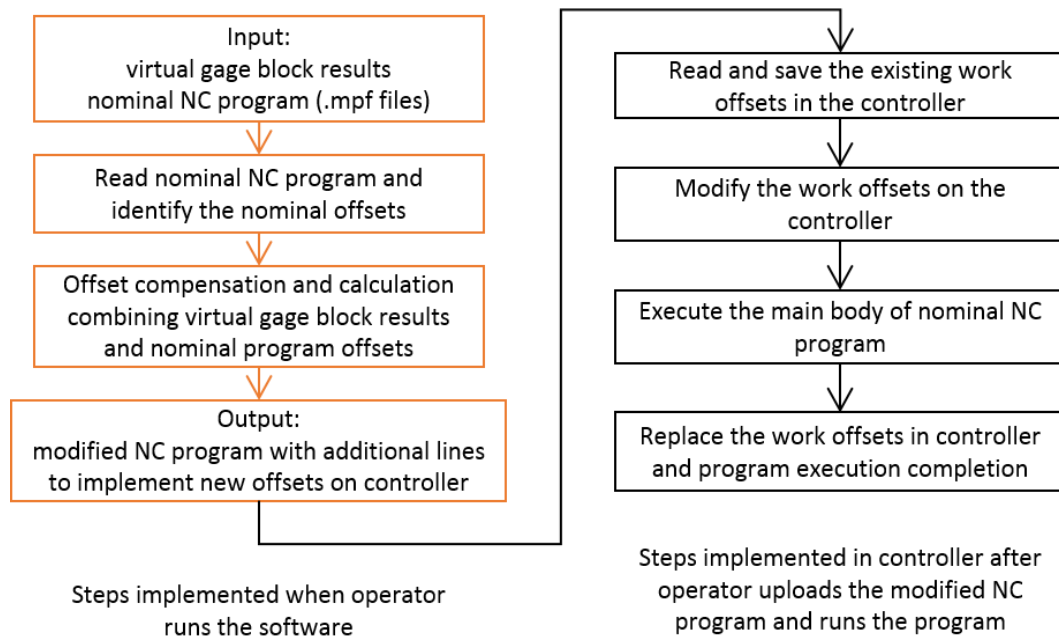 Input:
virtual gage block results
nominal NC program (.mpf files)
Read nominal NC program and
identify the nominal offsets
Offset compensation and calculation
combining virtual gage block results
and nominal program offsets
Output:
modified NC program with additional lines
to implement new offsets on controller
Steps implemented when operator
runs the software
Read and save the existing work
offsets in the controller
Modify the work offsets on the
controller
Execute the main body of nominal NC
program
Replace the work offsets in controller
and program execution completion
Steps implemented in controller after
operator uploads the modified NC
program and runs the program